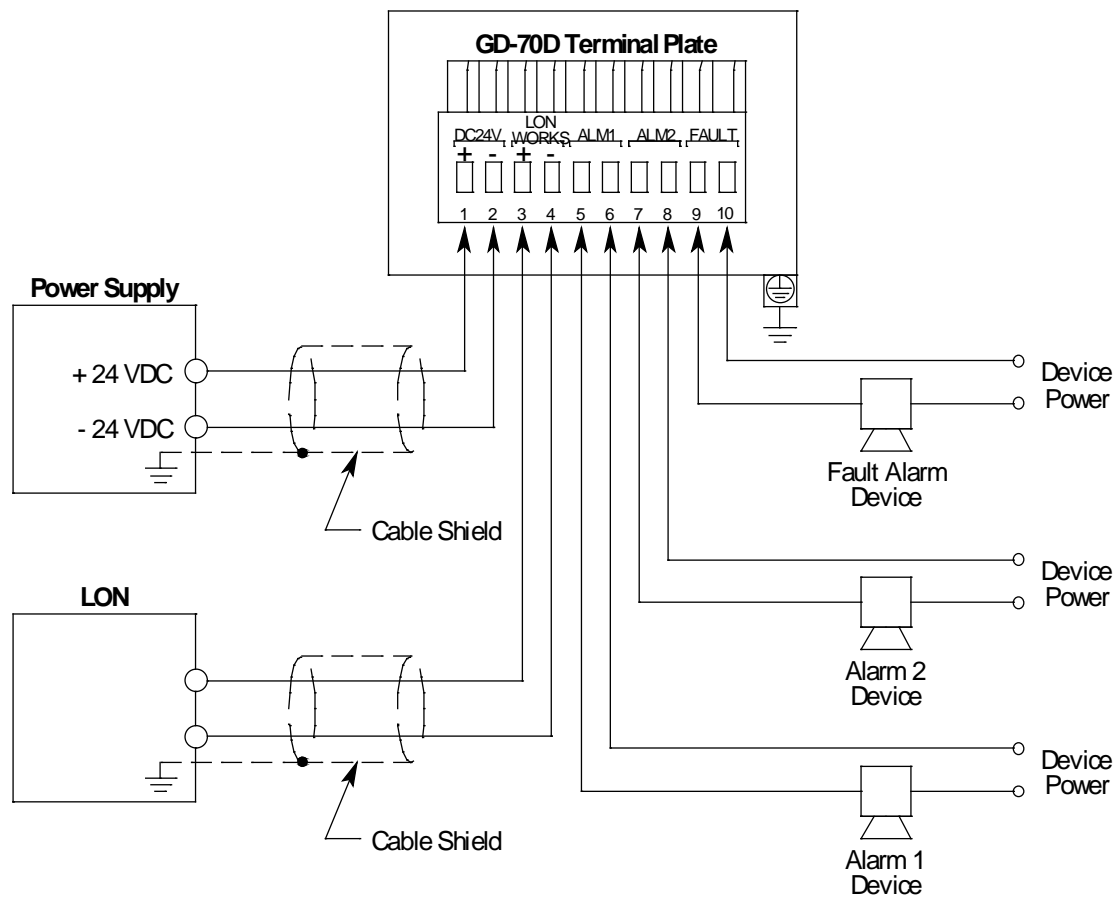 GD-70D Terminal Plate
DC24V
LON
WORKS
ALM1
ALM2
FAULT
+ - + -
1 2 3 4 5 6 7 8 9 10
Power Supply
+ 24 VDC
- 24 VDC
Cable Shield
LON
Cable Shield
Device
Power
Fault Alarm
Device
Device
Power
Alarm 2
Device
Device
Power
Alarm 1
Device